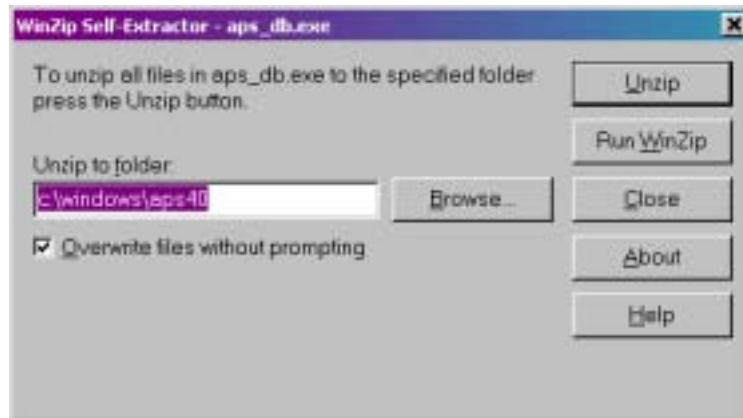 WinZip Self-Extractor - aps_db.exe
To unzip all files in aps_db.exe to the specified folder
press the Unzip button.
Unzip to folder:
c:\windows\aps40
Browse...
Overwrite files without prompting
Unzip
Run WinZip
Close
About
Help